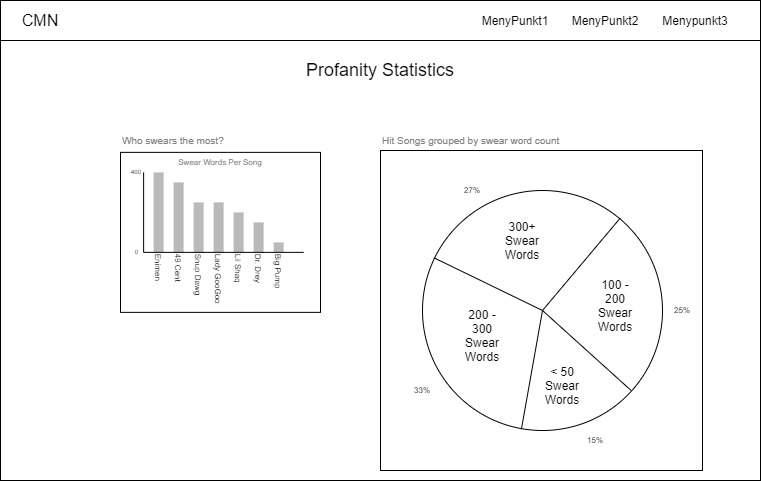 CMN
MenyPunkt1
MenyPunkt2
Menypunkt3
Profanity Statistics
Who swears the most?
Swear Words Per Song
400
0
Enimen
49 Cent
Snup Dawg
Lady GooGoo
Lil Shaq
Dr. Drey
Big Pump
Hit Songs grouped by swear word count
27%
300+
Swear
Words
100 -
200
Swear
Words
25%
200 -
300
Swear
Words
< 50
Swear
Words
33%
15%